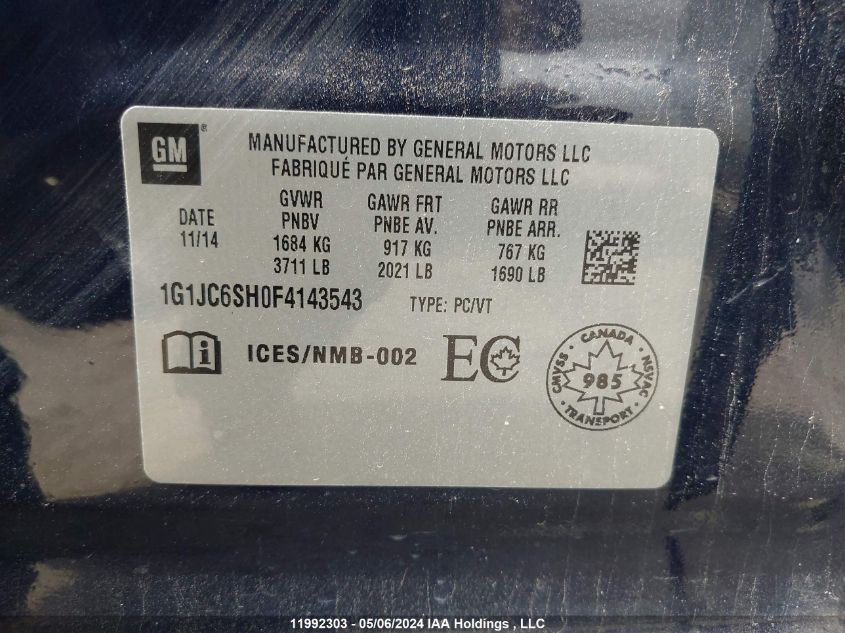 GM®
MANUFACTURED BY GENERAL MOTORS LLC
FABRIQUÉ PAR GENERAL MOTORS LLC
DATE
11/14
GVWR
PNBV
1684 KG
3711 LB
GAWR FRT
PNBE AV.
917 KG
2021 LB
GAWR RR
PNBE ARR.
767 KG
1690 LB
1G1JC6SH0F4143543 TYPE: PC/VT
i ICES/NMB-002 EC
CANADA
CMVSS 985 NSVAC
TRANSPORT
11992303 - 05/06/2024 IAA Holdings , LLC